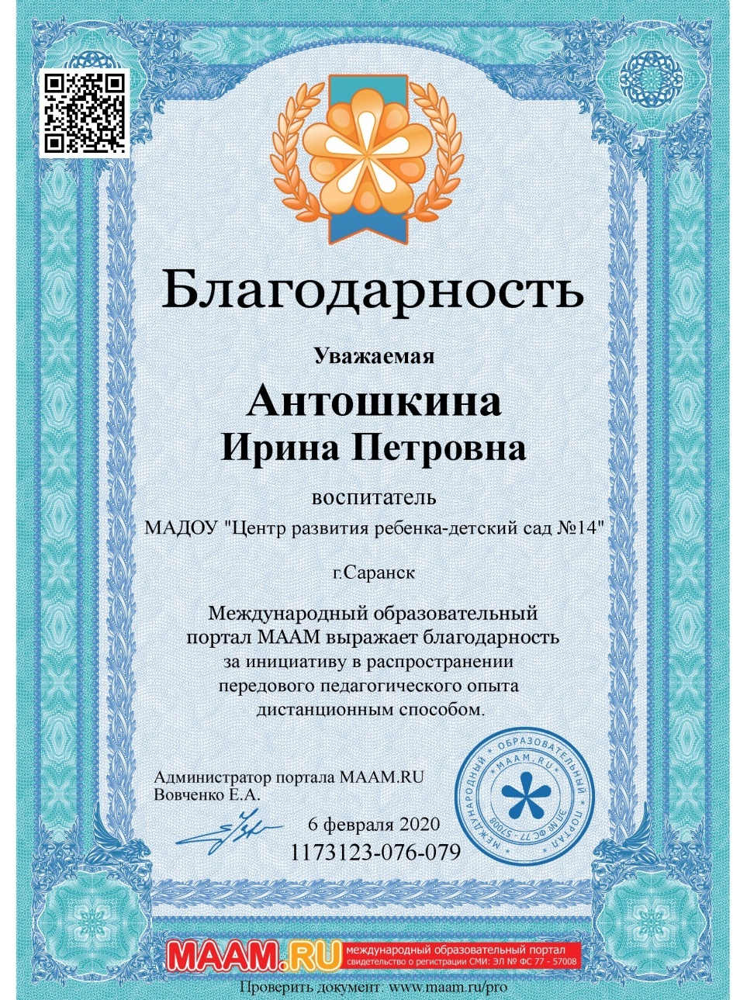 Благодарность
Уважаемая
Антошкина
Ирина Петровна
воспитатель
МАДОУ "Центр развития ребенка-детский сад №14"
г.Саранск
Международный образовательный
портал МААМ выражает благодарность
за инициативу в распространении
передового педагогического опыта
дистанционным способом.
Администратор портала MAAM.RU
Вовченко Е.А.
6 февраля 2020
1173123-076-079
* МЕЖДУНАРОДНЫЙ * ОБРАЗОВАТЕЛЬНЫЙ * ПОРТАЛ *
* MAAM.RU *
ЭЛ № ФС 77 - 57008
MAAM.RU
международный образовательный портал
свидетельство о регистрации СМИ: ЭЛ № ФС 77 - 57008
Проверить документ: www.maam.ru/pro